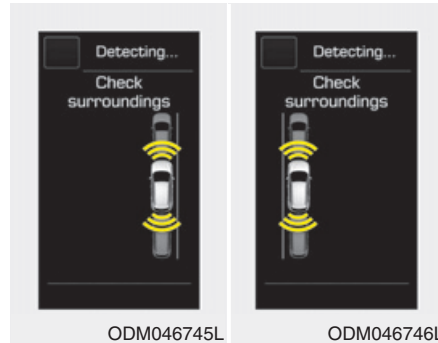 Detecting...
Check
surroundings
Detecting...
Check
surroundings
ODM046745L
ODM046746L